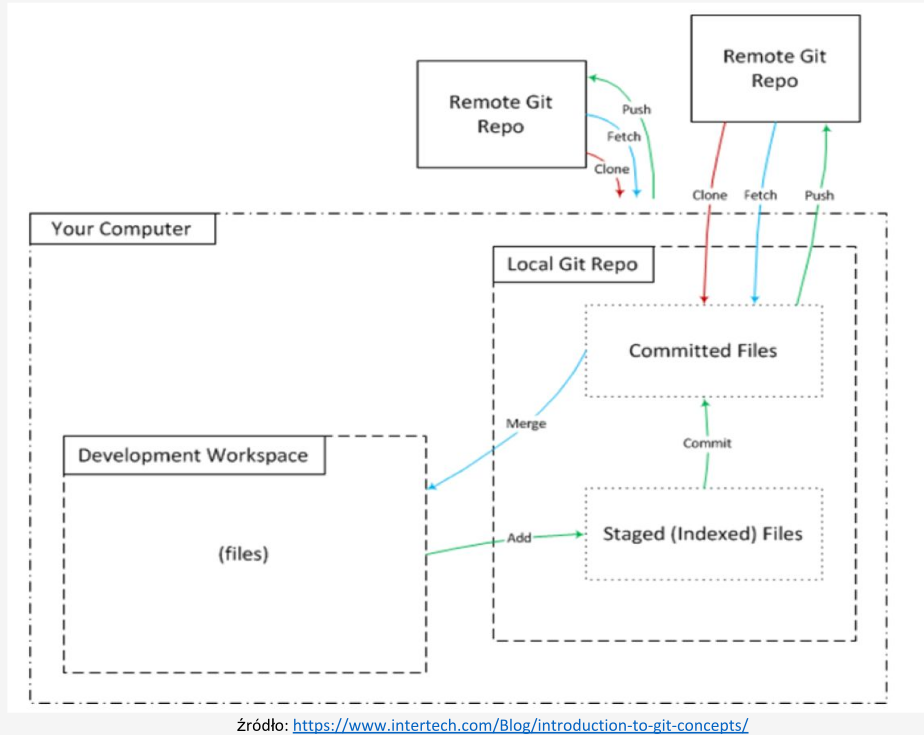 Remote Git
Repo
Remote Git
Repo
Push
Fetch
Clone
Clone
Fetch
Push
Your Computer
Local Git Repo
Committed Files
Merge
Commit
Development Workspace
(files)
Add
Staged (Indexed) Files
źródło: https://www.intertech.com/Blog/introduction-to-git-concepts/